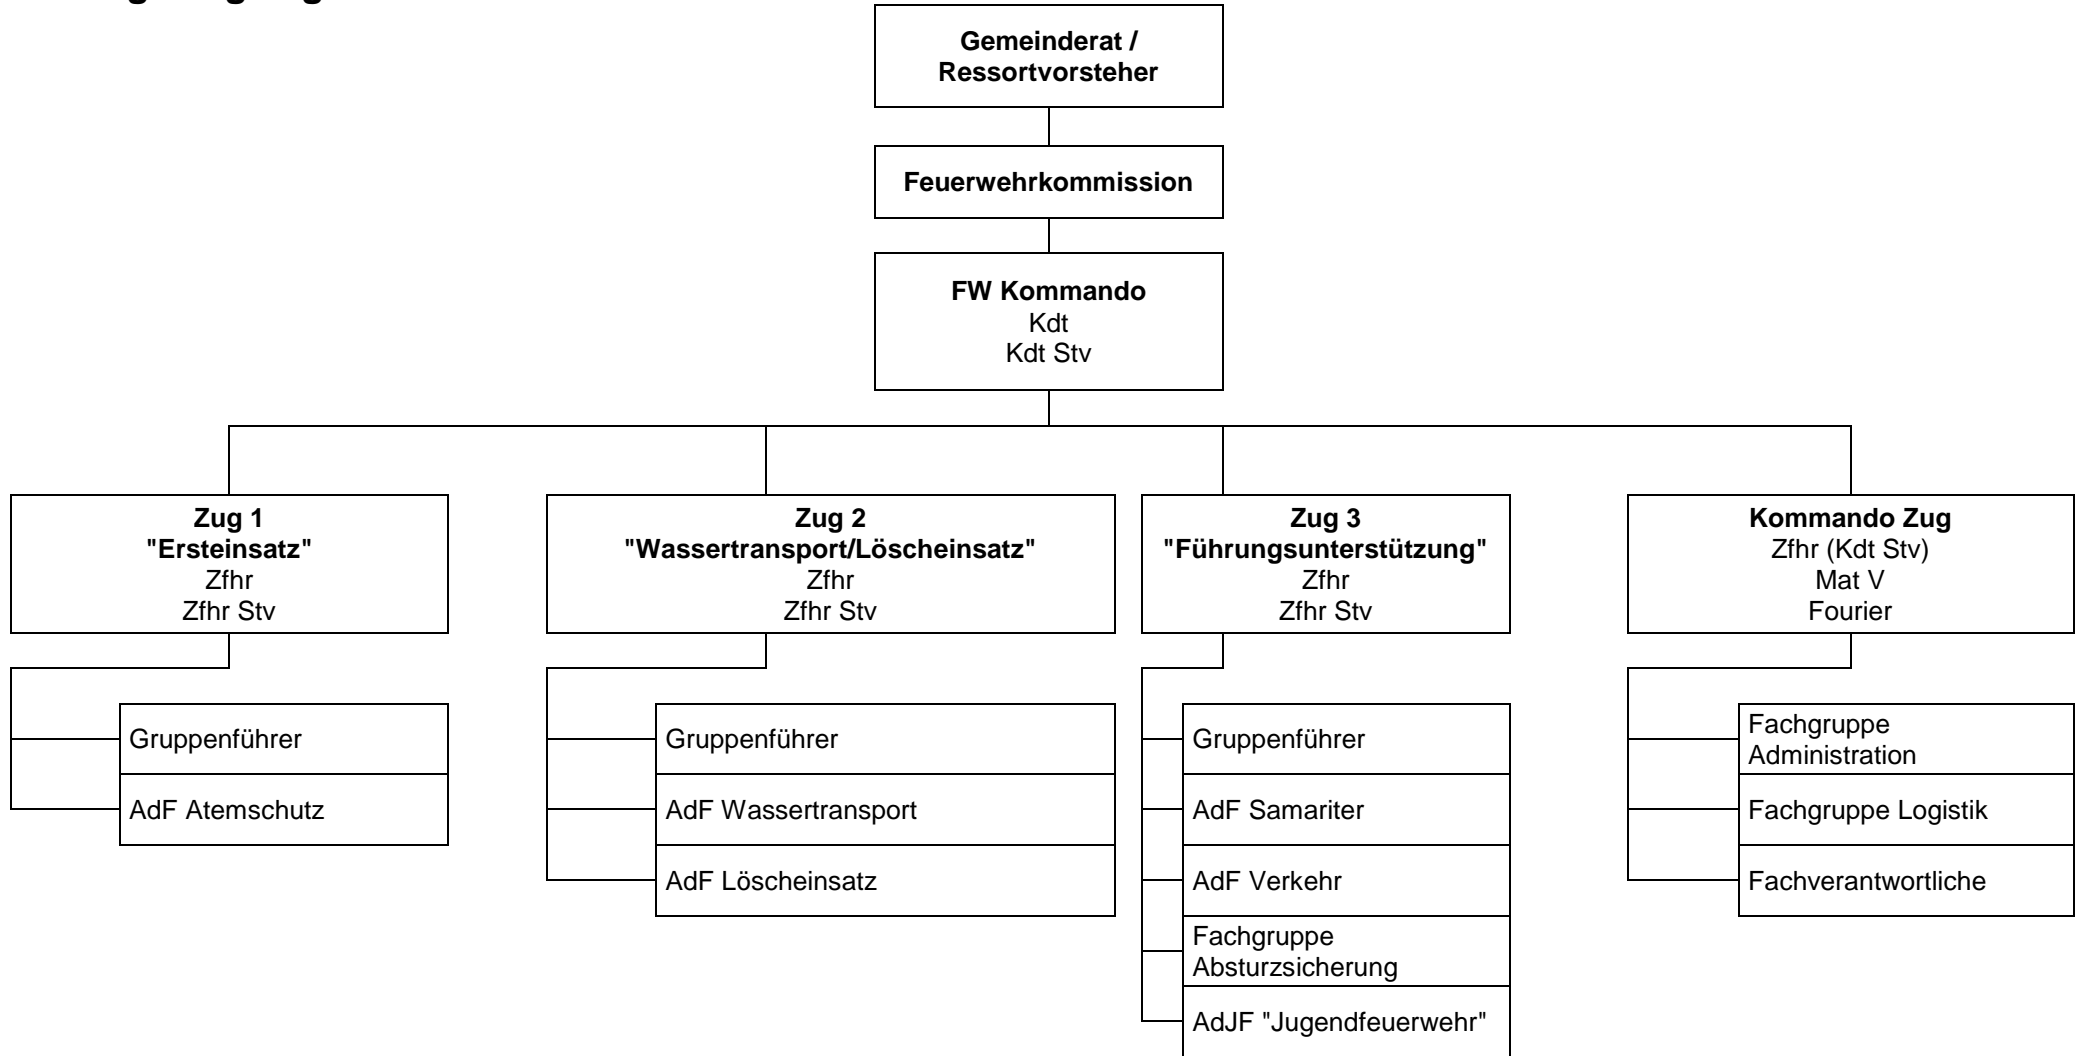 Gemeinderat /
Ressortvorsteher
Feuerwehrkommission
FW Kommando
Kdt
Kdt Stv
Zug 1
"Ersteinsatz"
Zfhr
Zfhr Stv
Gruppenführer
AdF Atemschutz
Zug 2
"Wassertransport/Löscheinsatz"
Zfhr
Zfhr Stv
Gruppenführer
AdF Wassertransport
AdF Löscheinsatz
Zug 3
"Führungsunterstützung"
Zfhr
Zfhr Stv
Gruppenführer
AdF Samariter
AdF Verkehr
Fachgruppe
Absturzsicherung
AdJF "Jugendfeuerwehr"
Kommando Zug
Zfhr (Kdt Stv)
Mat V
Fourier
Fachgruppe
Administration
Fachgruppe Logistik
Fachverantwortliche